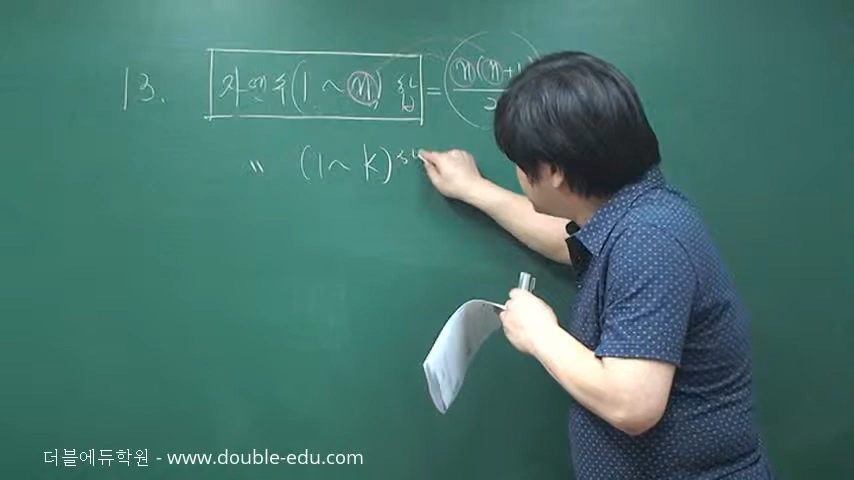 13. 자연수(1 ~ n) 합 = n(n+1 2
" (1 ~ k)
더블에듀학원 - www.double-edu.com